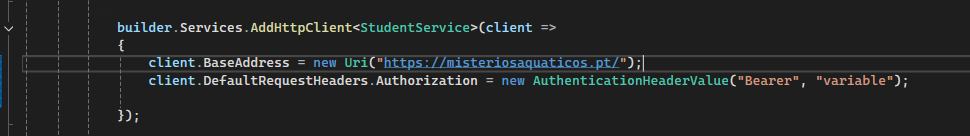 builder.Services.AddHttpClient<StudentService>(client =>
{
client.BaseAddress = new Uri("https://misteriosaquaticos.pt/");
client.DefaultRequestHeaders.Authorization = new AuthenticationHeaderValue("Bearer", "variable");
});